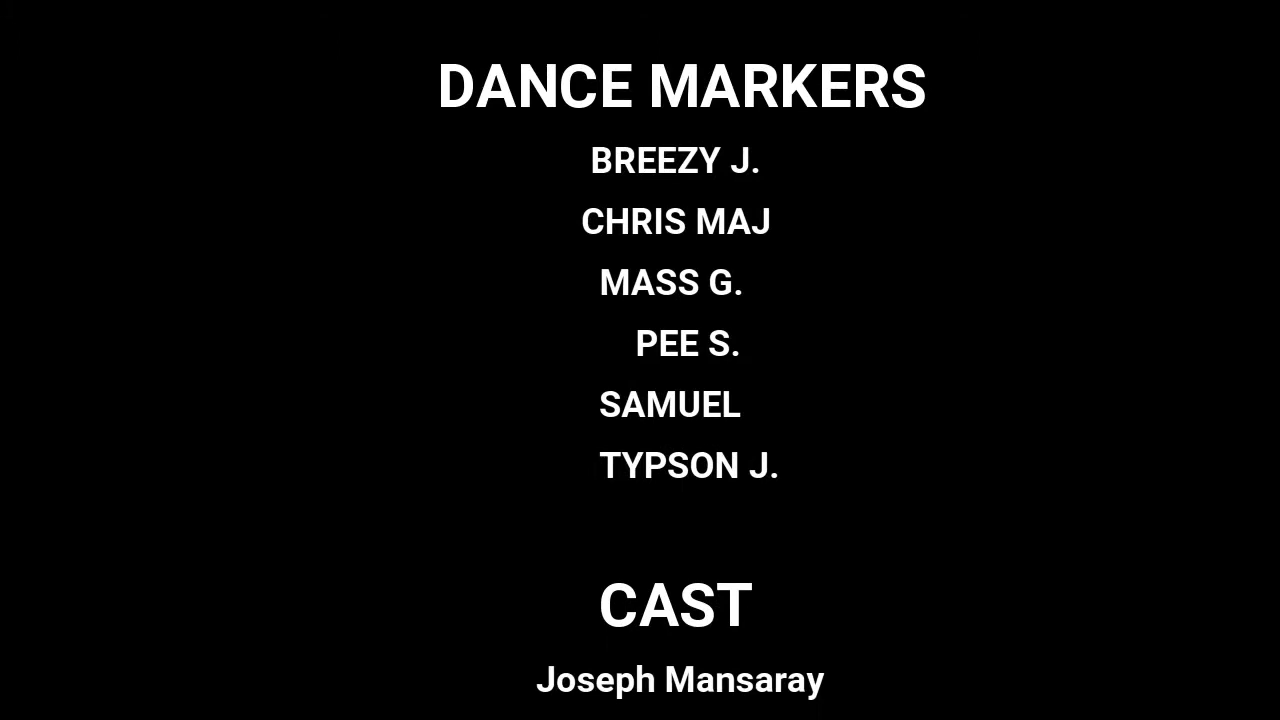 DANCE MARKERS
BREEZY J.
CHRIS MAJ
MASS G.
PEE S.
SAMUEL
TYPSON J.
CAST
Joseph Mansaray